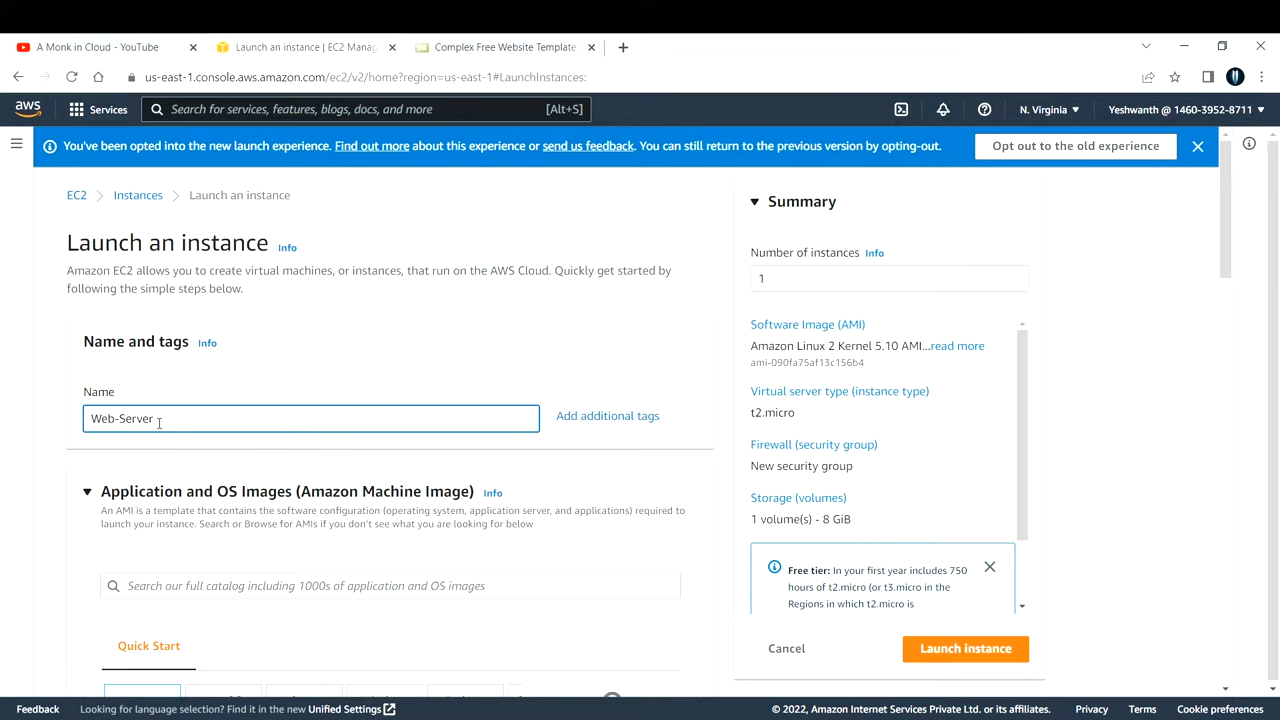 A Monk in Cloud - YouTube
Launch an instance | EC2 Manag
Complex Free Website Template
us-east-1.console.aws.amazon.com/ec2/v2/home?region=us-east-1#LaunchInstances:
aws
Services
Search for services, features, blogs, docs, and more
[Alt+S]
N. Virginia
Yeshwanth @ 1460-3952-8711
You've been opted into the new launch experience. Find out more about this experience or send us feedback. You can still return to the previous version by opting-out.
Opt out to the old experience
EC2
Instances
Launch an instance
Launch an instance Info
Amazon EC2 allows you to create virtual machines, or instances, that run on the AWS Cloud. Quickly get started by
following the simple steps below.
Name and tags Info
Name
Web-Server
Add additional tags
Application and OS Images (Amazon Machine Image) Info
An AMI is a template that contains the software configuration (operating system, application server, and applications) required to
launch your instance. Search or Browse for AMIs if you don't see what you are looking for below
Search our full catalog including 1000s of application and OS images
Quick Start
Summary
Number of instances Info
1
Software Image (AMI)
Amazon Linux 2 Kernel 5.10 AMI...read more
ami-090fa75af13c156b4
Virtual server type (instance type)
t2.micro
Firewall (security group)
New security group
Storage (volumes)
1 volume(s) - 8 GiB
Free tier: In your first year includes 750
hours of t2.micro (or t3.micro in the
Regions in which t2.micro is
Cancel
Launch instance
Feedback
Looking for language selection? Find it in the new Unified Settings
© 2022, Amazon Internet Services Private Ltd. or its affiliates.
Privacy
Terms
Cookie preferences